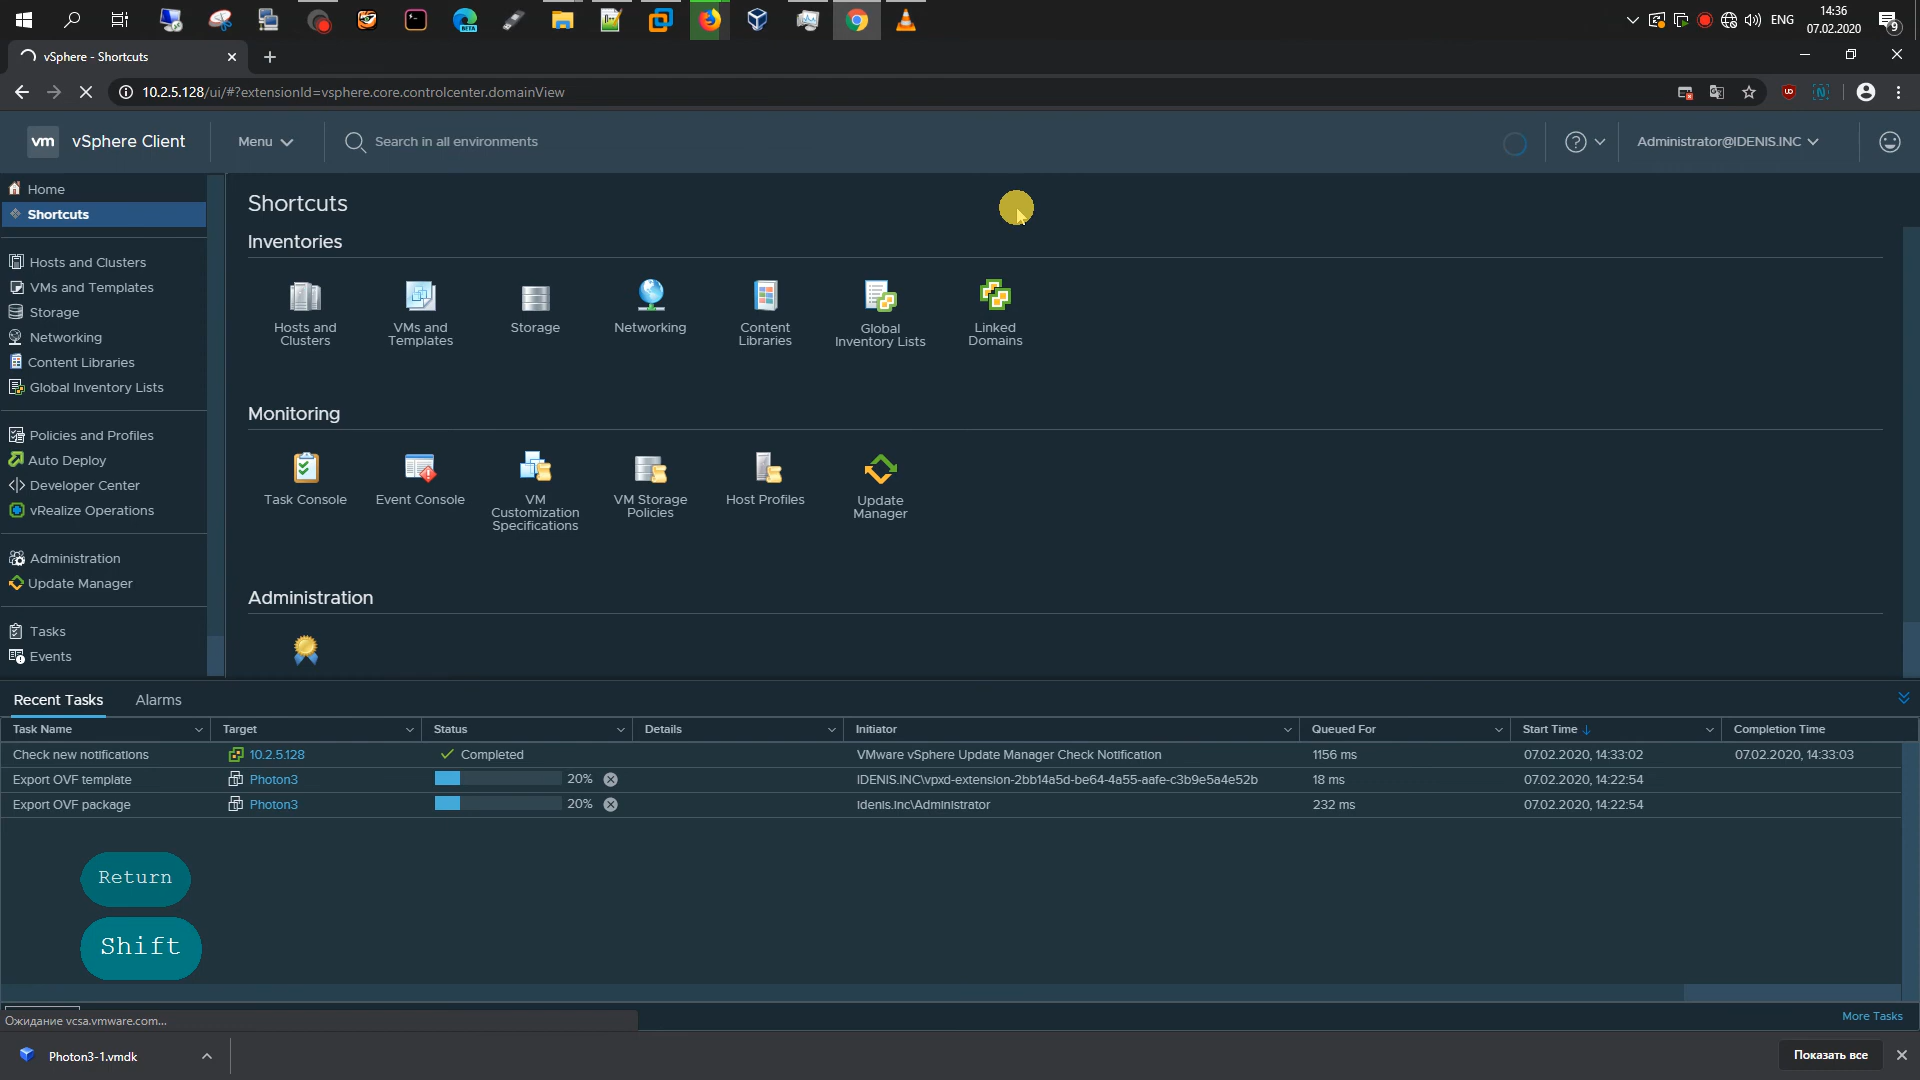 14:36
ENG
07.02.2020
9
vSphere - Shortcuts
10.2.5.128/ui/#?extensionId=vsphere.core.controlcenter.domainView
vm vSphere Client Menu Search in all environments Administrator@IDENIS.INC
Home
Shortcuts
Hosts and Clusters
VMs and Templates
Storage
Networking
Content Libraries
Global Inventory Lists
Policies and Profiles
Auto Deploy
Developer Center
vRealize Operations
Administration
Update Manager
Tasks
Events
Shortcuts
Inventories
Hosts and Clusters
VMs and Templates
Storage
Networking
Content Libraries
Global Inventory Lists
Linked Domains
Monitoring
Task Console
Event Console
VM Customization Specifications
VM Storage Policies
Host Profiles
Update Manager
Administration
Recent Tasks Alarms
Task Name Target Status Details Initiator Queued For Start Time Completion Time
Check new notifications 10.2.5.128 Completed VMware vSphere Update Manager Check Notification 1156 ms 07.02.2020, 14:33:02 07.02.2020, 14:33:03
Export OVF template Photon3 20% IDENIS.INC\vpxd-extension-2bb14a5d-be64-4a55-aafe-c3b9e5a4e52b 18 ms 07.02.2020, 14:22:54
Export OVF package Photon3 20% Idenis.inc\Administrator 232 ms 07.02.2020, 14:22:54
Return
Shift
More Tasks
Ожидание vcsa.vmware.com...
Photon3-1.vmdk
Показать все